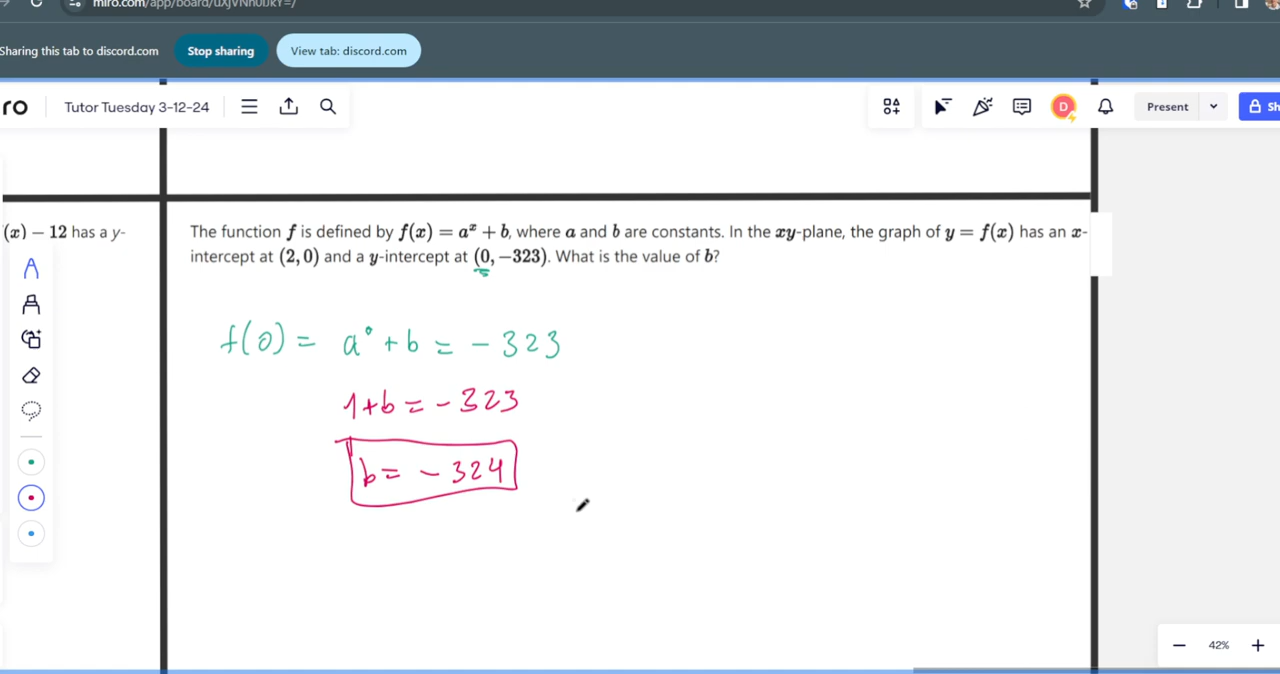 miro.com/app/board/uXjVNh0IJkY=/
Sharing this tab to discord.com
Stop sharing
View tab: discord.com
ro
Tutor Tuesday 3-12-24
D
Present
Sh
(x) − 12 has a y-
The function f is defined by f(x) = aˣ + b, where a and b are constants. In the xy-plane, the graph of y = f(x) has an x-
intercept at (2, 0) and a y-intercept at (0, −323). What is the value of b?
f(0) = a⁰ + b = − 323
1+b = − 323
b = − 324
42%